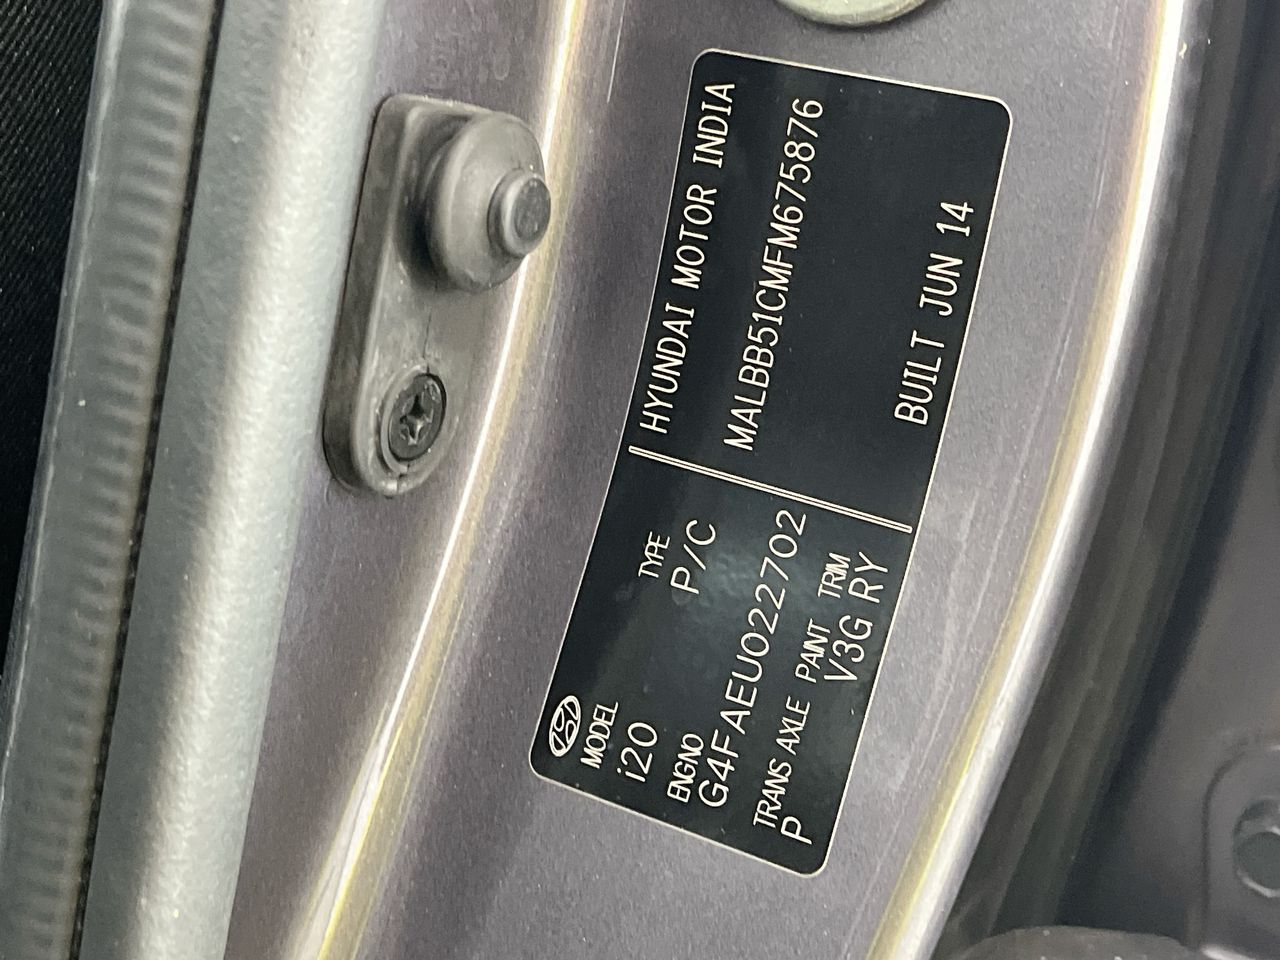 HYUNDAI MOTOR INDIA
MALBB51CMFM675876
BUILT JUN 14
MODEL TYPE
i20 P/C
ENGNO
G4FAEU022702
TRANS AXLE PAINT TRIM
P V3G RY